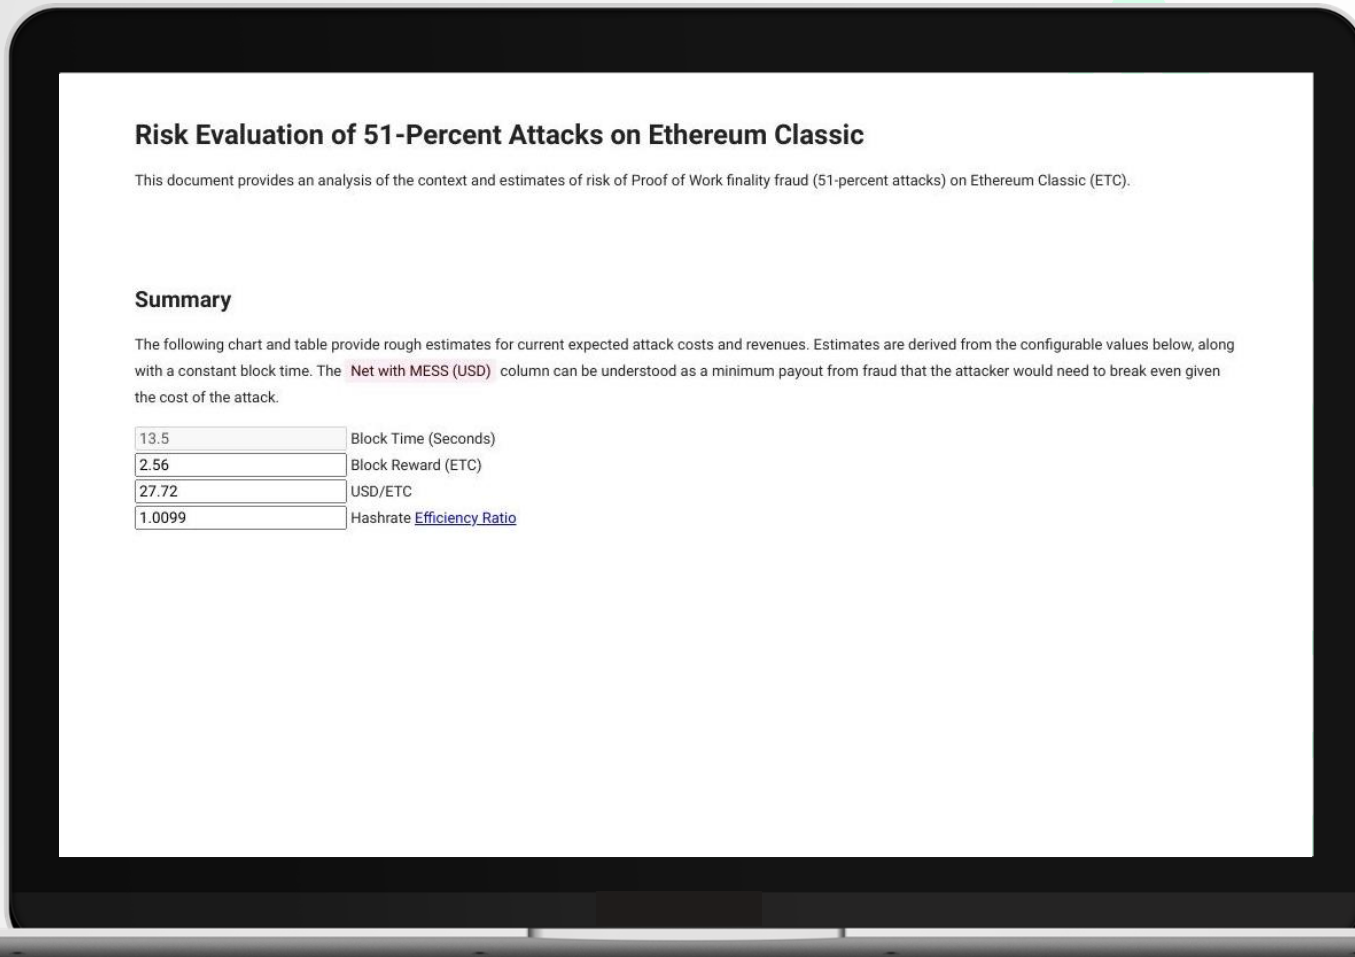 Risk Evaluation of 51-Percent Attacks on Ethereum Classic
This document provides an analysis of the context and estimates of risk of Proof of Work finality fraud (51-percent attacks) on Ethereum Classic (ETC).
Summary
The following chart and table provide rough estimates for current expected attack costs and revenues. Estimates are derived from the configurable values below, along
with a constant block time. The Net with MESS (USD) column can be understood as a minimum payout from fraud that the attacker would need to break even given
the cost of the attack.
13.5 Block Time (Seconds)
2.56 Block Reward (ETC)
27.72 USD/ETC
1.0099 Hashrate Efficiency Ratio